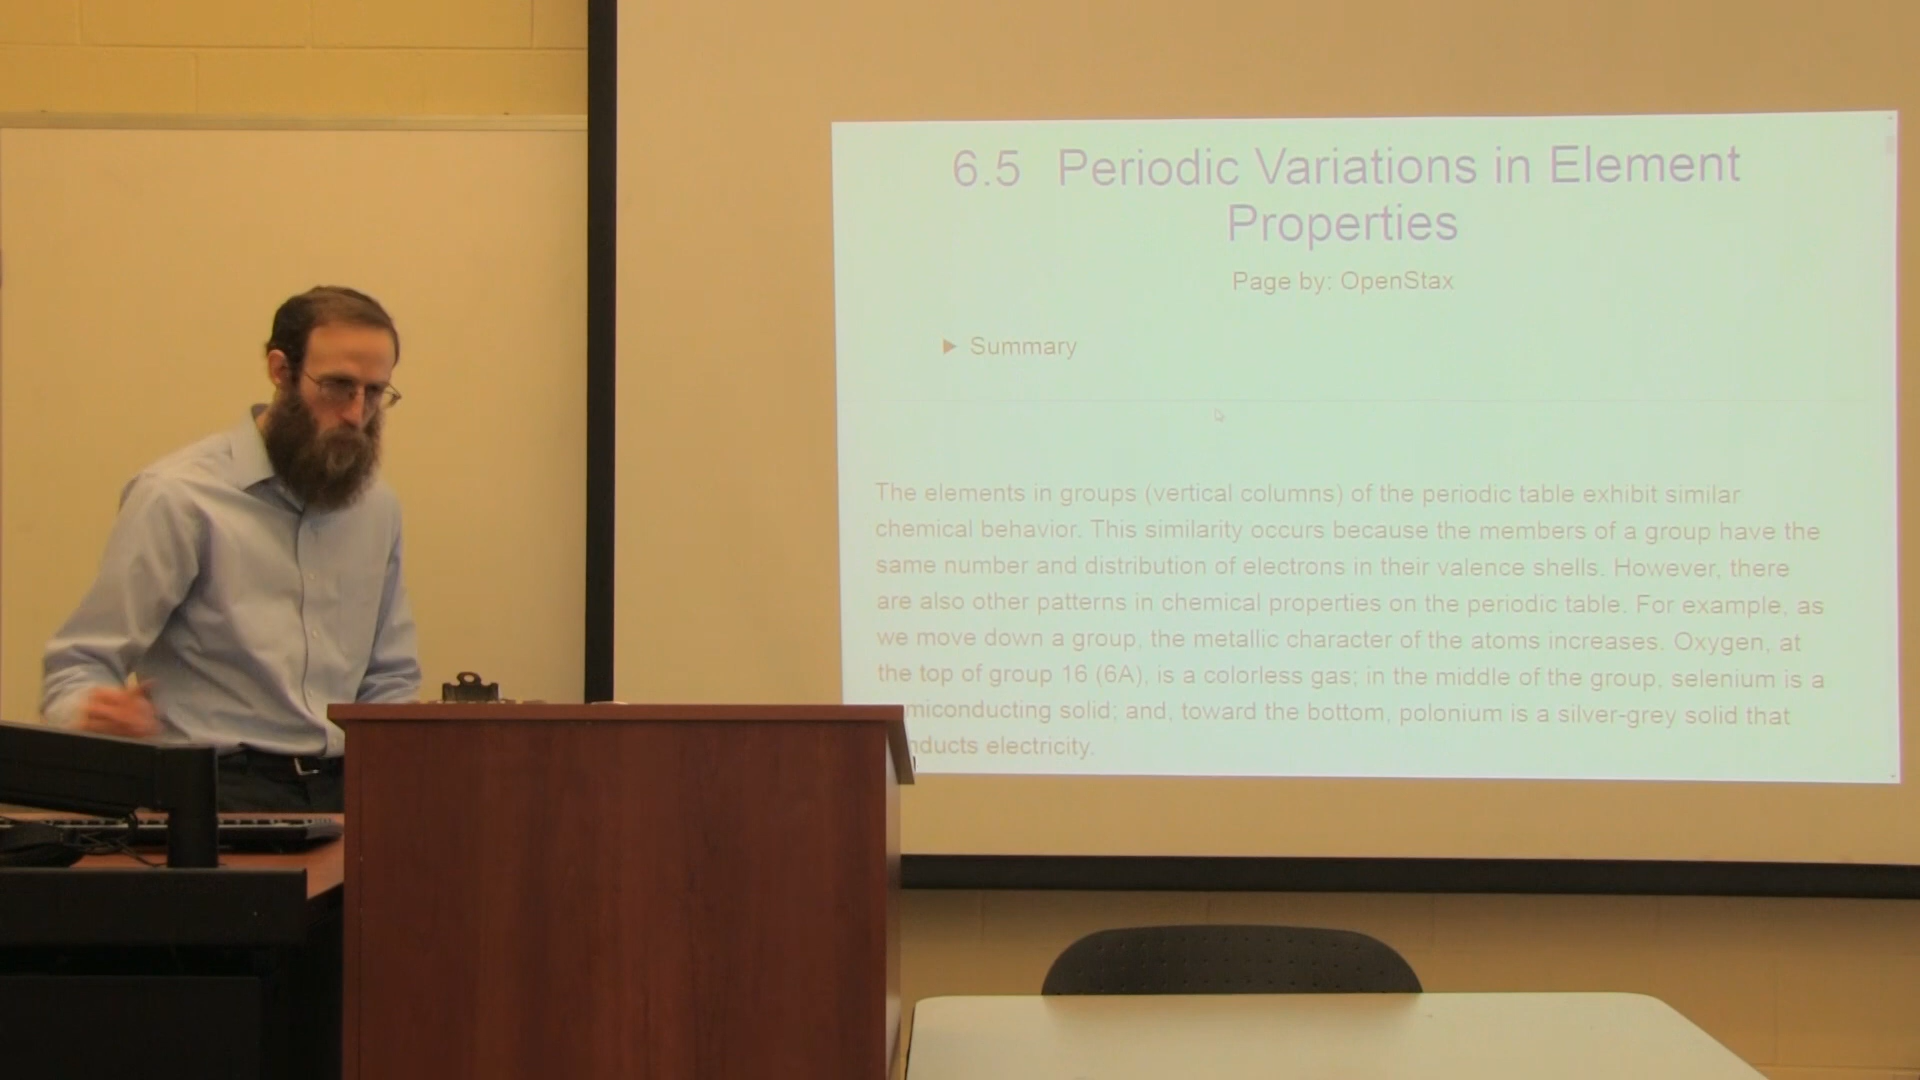 6.5 Periodic Variations in Element
Properties
Page by: OpenStax
▶ Summary
The elements in groups (vertical columns) of the periodic table exhibit similar
chemical behavior. This similarity occurs because the members of a group have the
same number and distribution of electrons in their valence shells. However, there
are also other patterns in chemical properties on the periodic table. For example, as
we move down a group, the metallic character of the atoms increases. Oxygen, at
the top of group 16 (6A), is a colorless gas; in the middle of the group, selenium is a
miconducting solid; and, toward the bottom, polonium is a silver-grey solid that
nducts electricity.